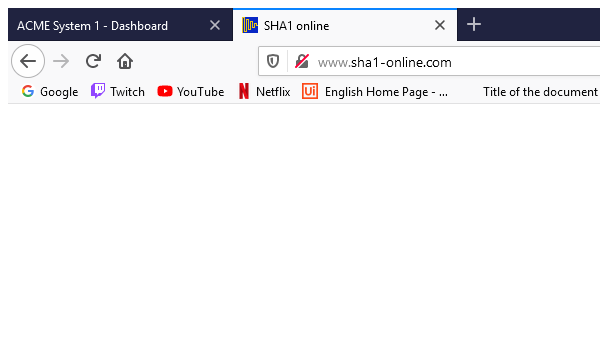 ACME System 1 - Dashboard SHA1 online
www.sha1-online.com
Google Twitch YouTube Netflix Ui English Home Page - ... Title of the document